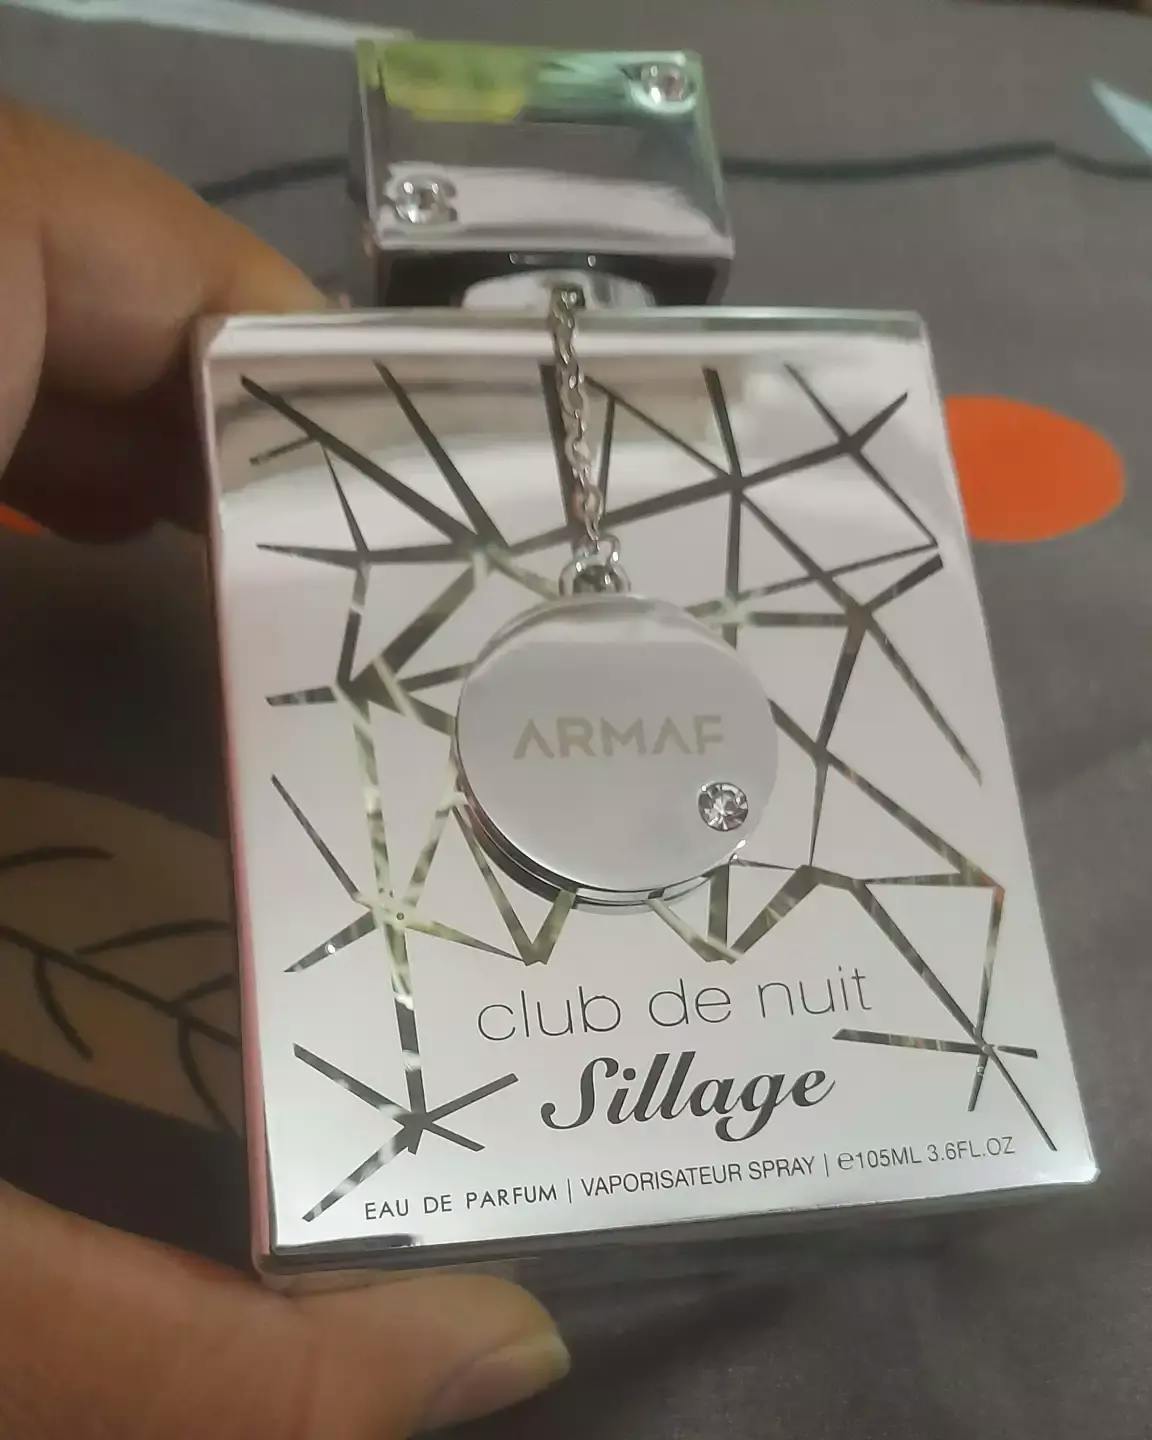 ARMAF
club de nuit
Sillage
EAU DE PARFUM | VAPORISATEUR SPRAY | ℮105ML 3.6FL.OZ